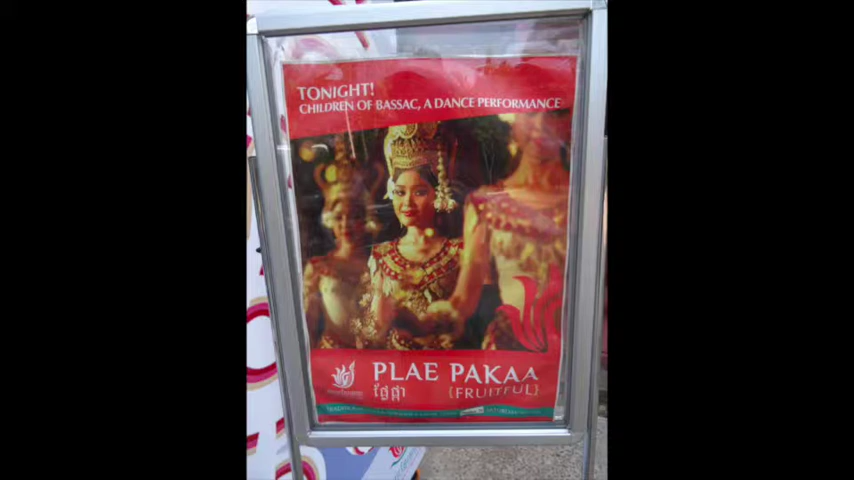 TONIGHT!
CHILDREN OF BASSAC, A DANCE PERFORMANCE
PLAE PAKAA
ផ្លែផ្កា (FRUITFUL)